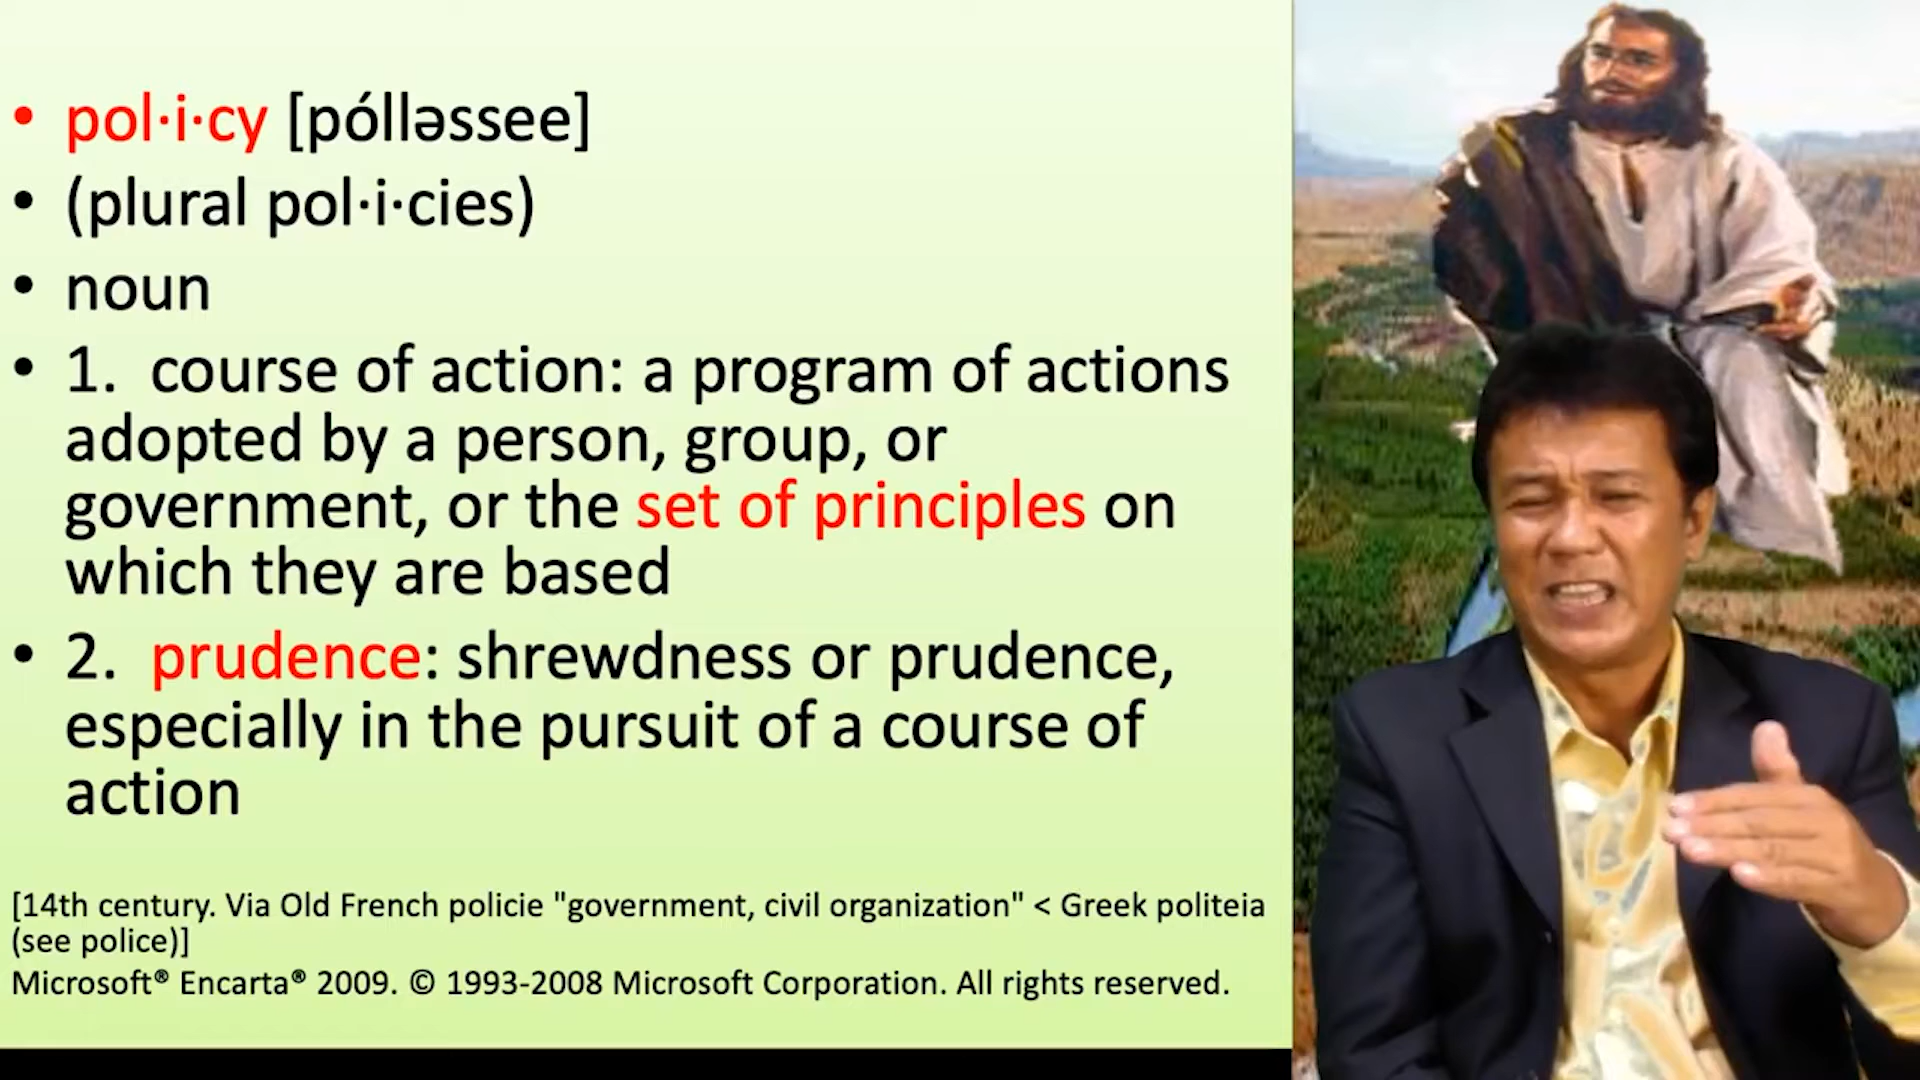 • pol·i·cy [pólləssee]
• (plural pol·i·cies)
• noun
• 1.  course of action: a program of actions
adopted by a person, group, or
government, or the set of principles on
which they are based
• 2.  prudence: shrewdness or prudence,
especially in the pursuit of a course of
action
[14th century. Via Old French policie "government, civil organization" < Greek politeia
(see police)]
Microsoft® Encarta® 2009. © 1993-2008 Microsoft Corporation. All rights reserved.